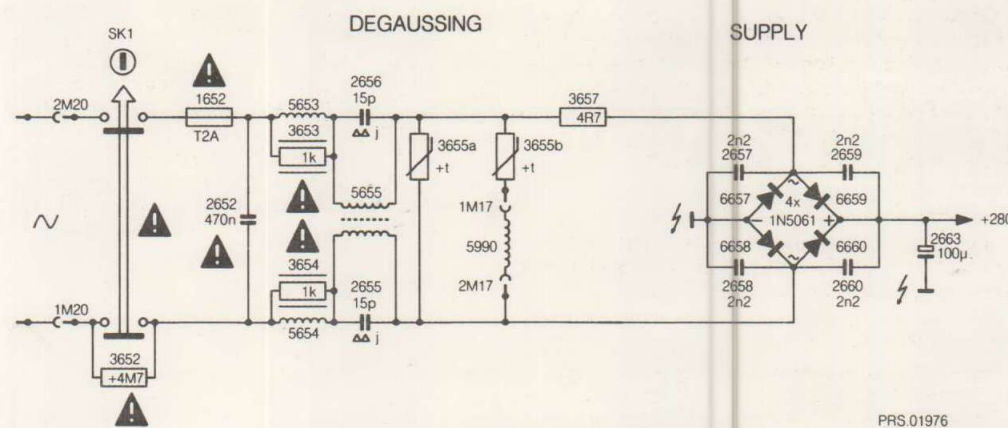 DEGAUSSING
SUPPLY
SK1
2M20
1652
T2A
5653
3653
1k
2656
15p
j
3655a
+t
3655b
+t
3657
4R7
2n2
2657
2n2
2659
6657
4x
6659
1N5061
~
−
+
~
6658
6660
2658
2n2
2660
2n2
+280
2663
100µ
2652
470n
5655
1M17
5990
2M17
3654
1k
5654
2655
15p
j
1M20
3652
+4M7
PRS.01976